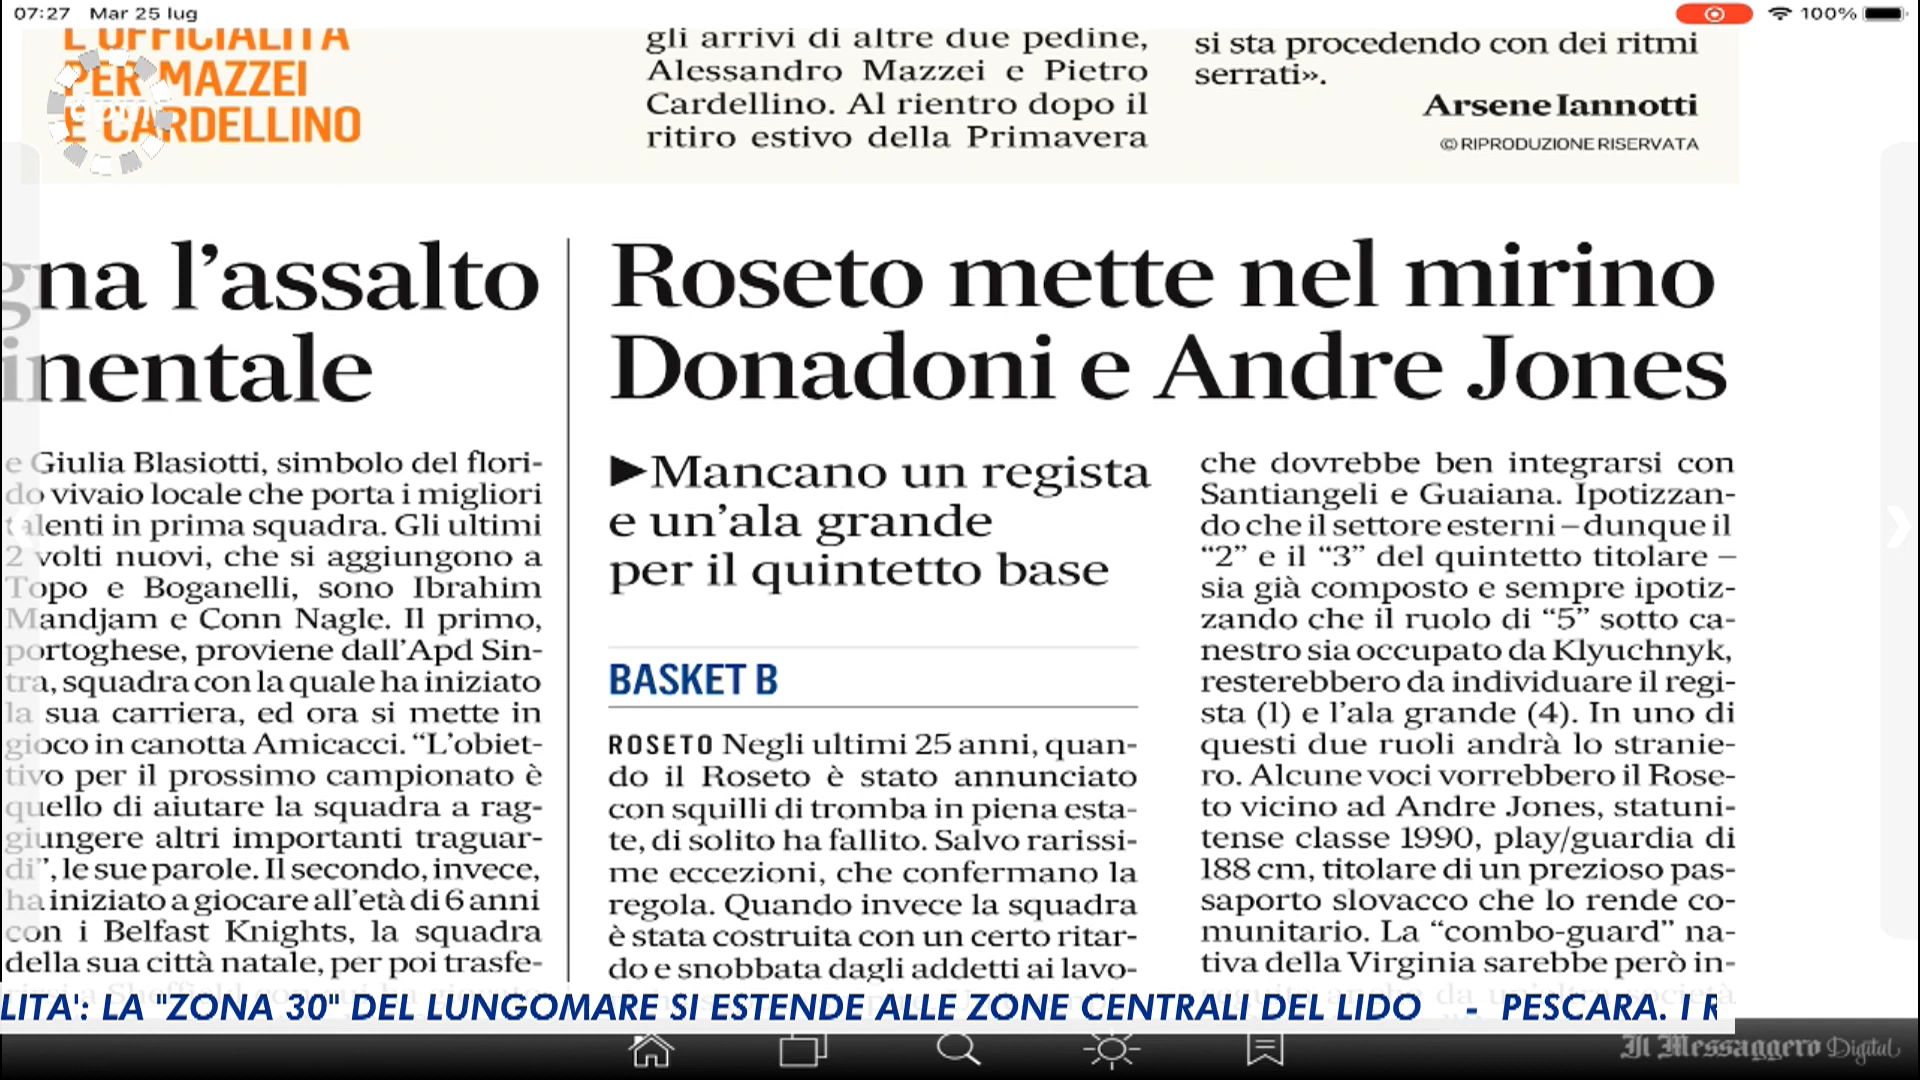 07:27 Mar 25 lug
100%
L'UFFICIALITÀ
PER MAZZEI
E CARDELLINO
gli arrivi di altre due pedine,
Alessandro Mazzei e Pietro
Cardellino. Al rientro dopo il
ritiro estivo della Primavera
si sta procedendo con dei ritmi
serrati».
Arsene Iannotti
© RIPRODUZIONE RISERVATA
gna l'assalto
inentale
e Giulia Blasiotti, simbolo del flori-
do vivaio locale che porta i migliori
talenti in prima squadra. Gli ultimi
2 volti nuovi, che si aggiungono a
Topo e Boganelli, sono Ibrahim
Mandjam e Conn Nagle. Il primo,
portoghese, proviene dall'Apd Sin-
tra, squadra con la quale ha iniziato
la sua carriera, ed ora si mette in
gioco in canotta Amicacci. “L'obiet-
tivo per il prossimo campionato è
quello di aiutare la squadra a rag-
giungere altri importanti traguar-
di”, le sue parole. Il secondo, invece,
ha iniziato a giocare all'età di 6 anni
con i Belfast Knights, la squadra
della sua città natale, per poi trasfe-
Roseto mette nel mirino
Donadoni e Andre Jones
►Mancano un regista
e un'ala grande
per il quintetto base
BASKET B
ROSETO Negli ultimi 25 anni, quan-
do il Roseto è stato annunciato
con squilli di tromba in piena esta-
te, di solito ha fallito. Salvo rarissi-
me eccezioni, che confermano la
regola. Quando invece la squadra
è stata costruita con un certo ritar-
do e snobbata dagli addetti ai lavo-
che dovrebbe ben integrarsi con
Santiangeli e Guaiana. Ipotizzan-
do che il settore esterni – dunque il
“2” e il “3” del quintetto titolare –
sia già composto e sempre ipotiz-
zando che il ruolo di “5” sotto ca-
nestro sia occupato da Klyuchnyk,
resterebbero da individuare il regi-
sta (1) e l'ala grande (4). In uno di
questi due ruoli andrà lo stranie-
ro. Alcune voci vorrebbero il Rose-
to vicino ad Andre Jones, statuni-
tense classe 1990, play/guardia di
188 cm, titolare di un prezioso pas-
saporto slovacco che lo rende co-
munitario. La “combo-guard” na-
tiva della Virginia sarebbe però in-
LITA': LA "ZONA 30" DEL LUNGOMARE SI ESTENDE ALLE ZONE CENTRALI DEL LIDO - PESCARA. I R
Il Messaggero Digital